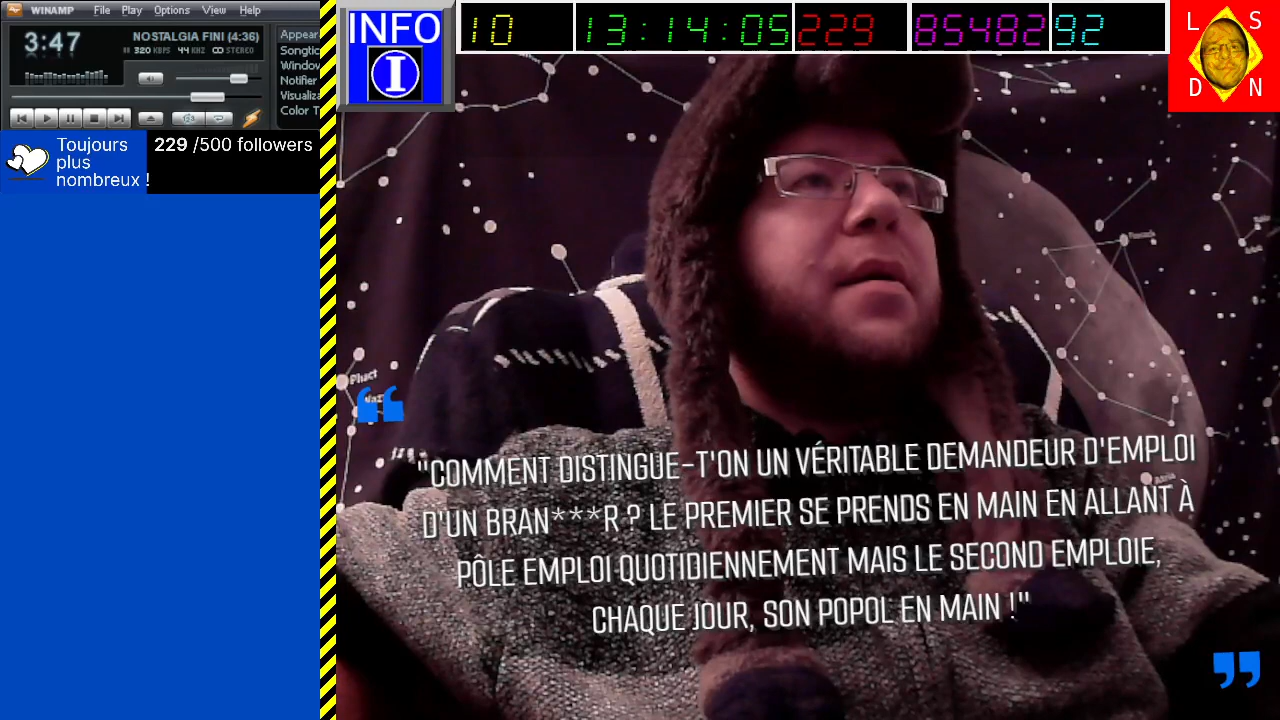 WINAMP File Play Options View Help
3:47
NOSTALGIA FINI (4:36)
320 KBPS 44 KHZ STEREO
Appear
Songtic
Window
Notifier
Visualiz
Color T
Toujours
plus
nombreux !
229 /500 followers
INFO
I
10 13:14:05 229 85482 92
L S
D N
Phact
"COMMENT DISTINGUE-T'ON UN VÉRITABLE DEMANDEUR D'EMPLOI
D'UN BRAN***R ? LE PREMIER SE PRENDS EN MAIN EN ALLANT À
PÔLE EMPLOI QUOTIDIENNEMENT MAIS LE SECOND EMPLOIE,
CHAQUE JOUR, SON POPOL EN MAIN !"